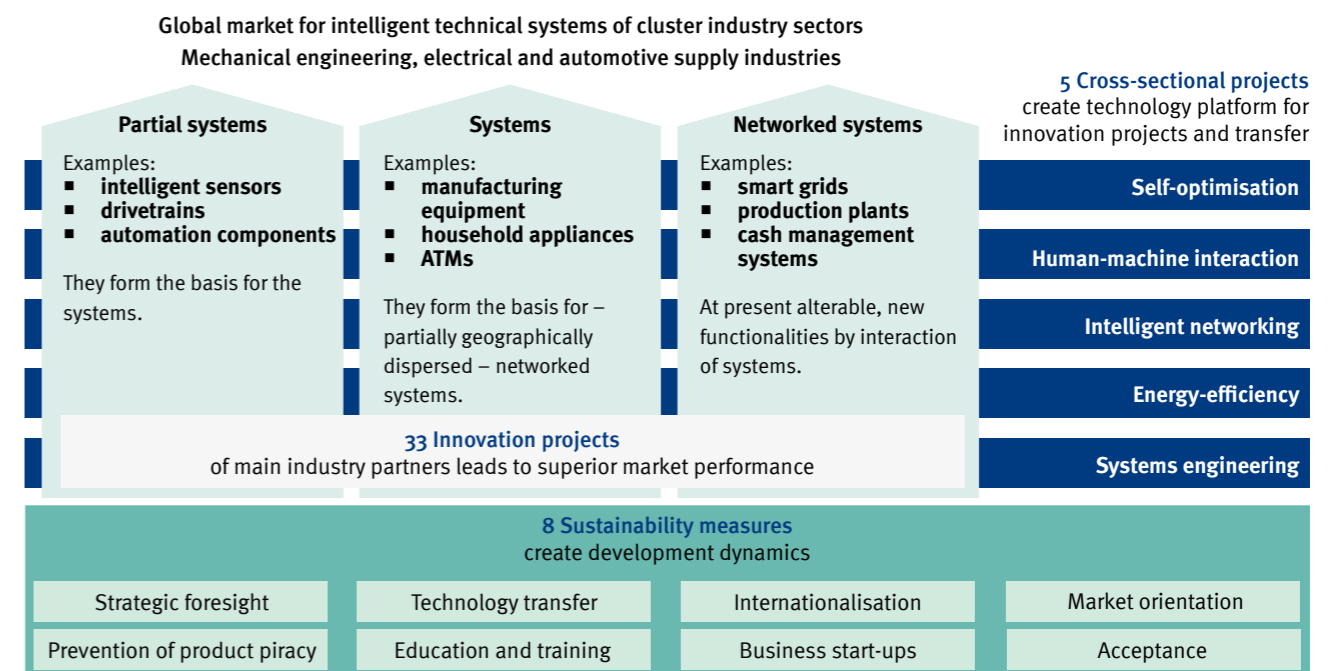 Global market for intelligent technical systems of cluster industry sectors
Mechanical engineering, electrical and automotive supply industries
5 Cross-sectional projects
create technology platform for
innovation projects and transfer
Partial systems
Examples:
▪ intelligent sensors
▪ drivetrains
▪ automation components
They form the basis for the
systems.
Systems
Examples:
▪ manufacturing
equipment
▪ household appliances
▪ ATMs
They form the basis for –
partially geographically
dispersed – networked
systems.
Networked systems
Examples:
▪ smart grids
▪ production plants
▪ cash management
systems
At present alterable, new
functionalities by interaction
of systems.
Self-optimisation
Human-machine interaction
Intelligent networking
Energy-efficiency
Systems engineering
33 Innovation projects
of main industry partners leads to superior market performance
8 Sustainability measures
create development dynamics
Strategic foresight
Technology transfer
Internationalisation
Market orientation
Prevention of product piracy
Education and training
Business start-ups
Acceptance